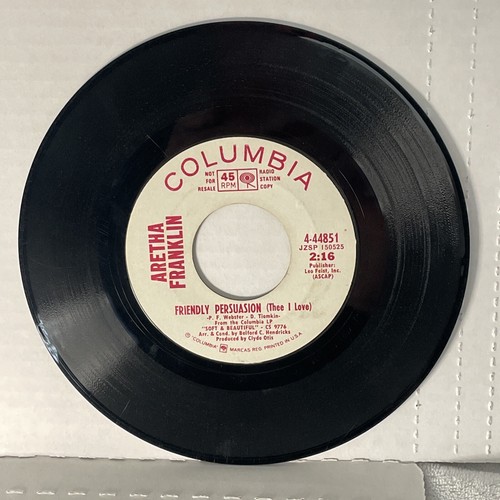 COLUMBIA
NOT
FOR
RESALE
45
RPM
RADIO
STATION
COPY
ARETHA
FRANKLIN
4-44851
JZSP 150525
2:16
Publisher:
Leo Feist, Inc.
(ASCAP)
FRIENDLY PERSUASION (Thee I Love)
-P. F. Webster - D. Tiomkin-
From the Columbia LP
"SOFT & BEAUTIFUL" - CS 9776
Arr. & Cond. by Belford C. Hendricks
Produced by Clyde Otis
℗ "COLUMBIA" MARCAS REG. PRINTED IN U.S.A.